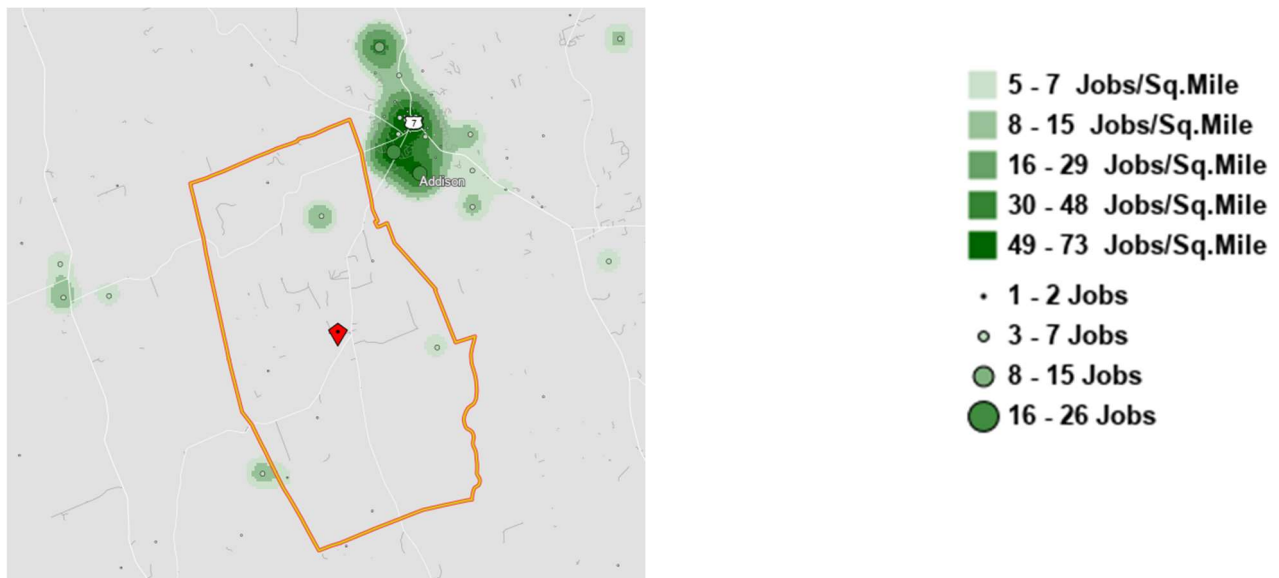 7
Addison
5 - 7 Jobs/Sq.Mile
8 - 15 Jobs/Sq.Mile
16 - 29 Jobs/Sq.Mile
30 - 48 Jobs/Sq.Mile
49 - 73 Jobs/Sq.Mile
1 - 2 Jobs
3 - 7 Jobs
8 - 15 Jobs
16 - 26 Jobs